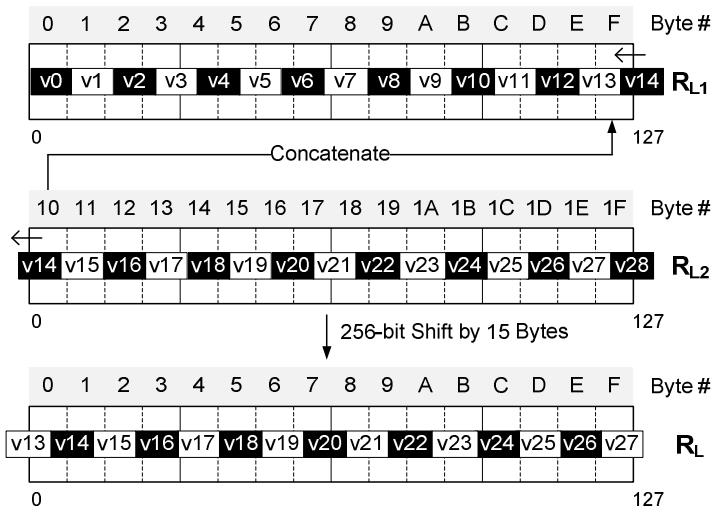 0 1 2 3 4 5 6 7 8 9 A B C D E F Byte #
v0 v1 v2 v3 v4 v5 v6 v7 v8 v9 v10 v11 v12 v13 v14 RL1
0 127
Concatenate
10 11 12 13 14 15 16 17 18 19 1A 1B 1C 1D 1E 1F Byte #
v14 v15 v16 v17 v18 v19 v20 v21 v22 v23 v24 v25 v26 v27 v28 RL2
0 127
256-bit Shift by 15 Bytes
0 1 2 3 4 5 6 7 8 9 A B C D E F Byte #
v13 v14 v15 v16 v17 v18 v19 v20 v21 v22 v23 v24 v25 v26 v27 RL
0 127